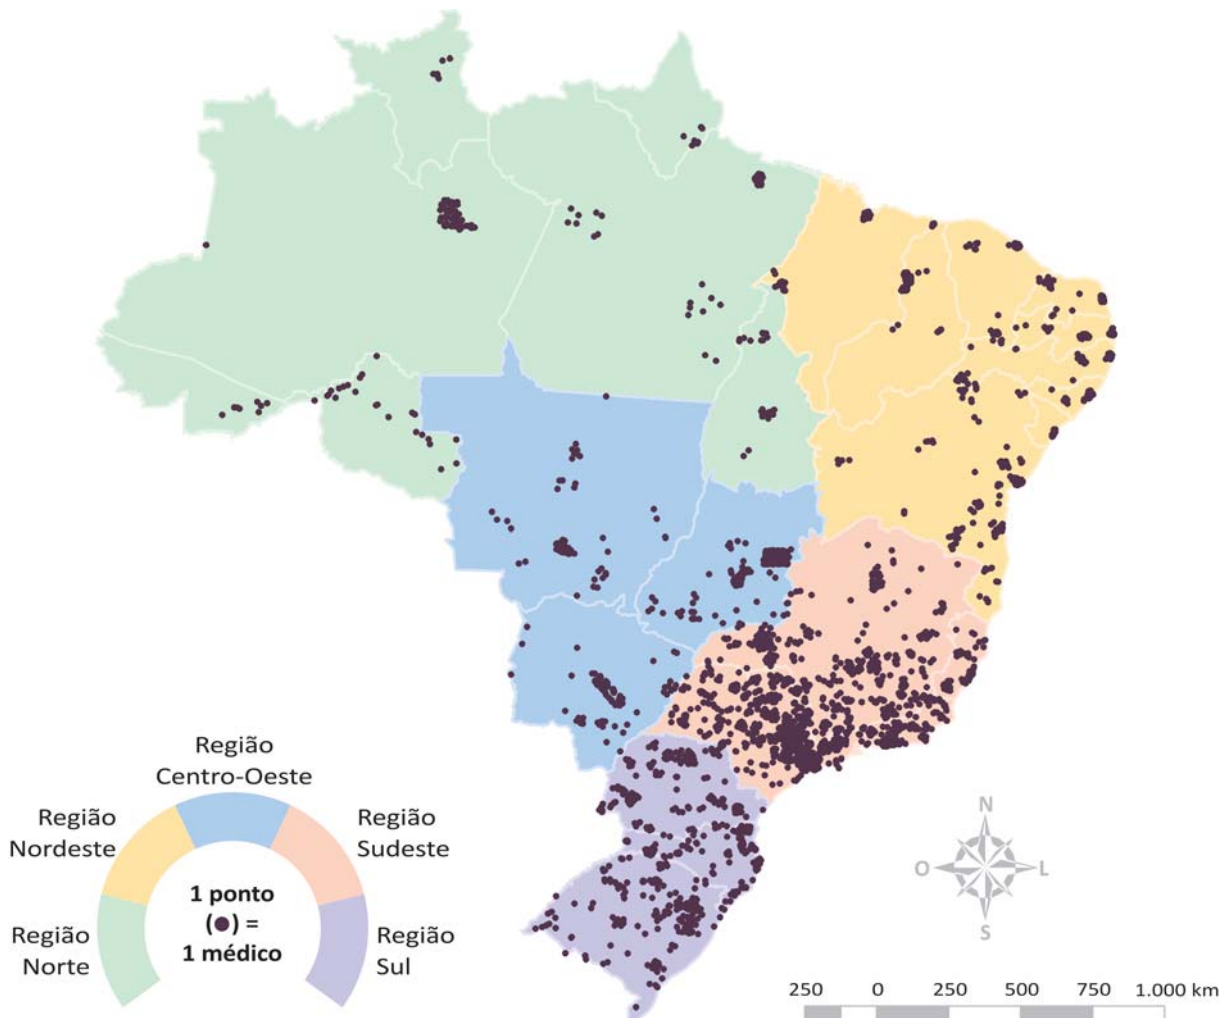 Região
Centro-Oeste
Região
Nordeste
Região
Sudeste
1 ponto
(●) =
1 médico
Região
Norte
Região
Sul
N
O
L
S
250
0
250
500
750
1.000 km